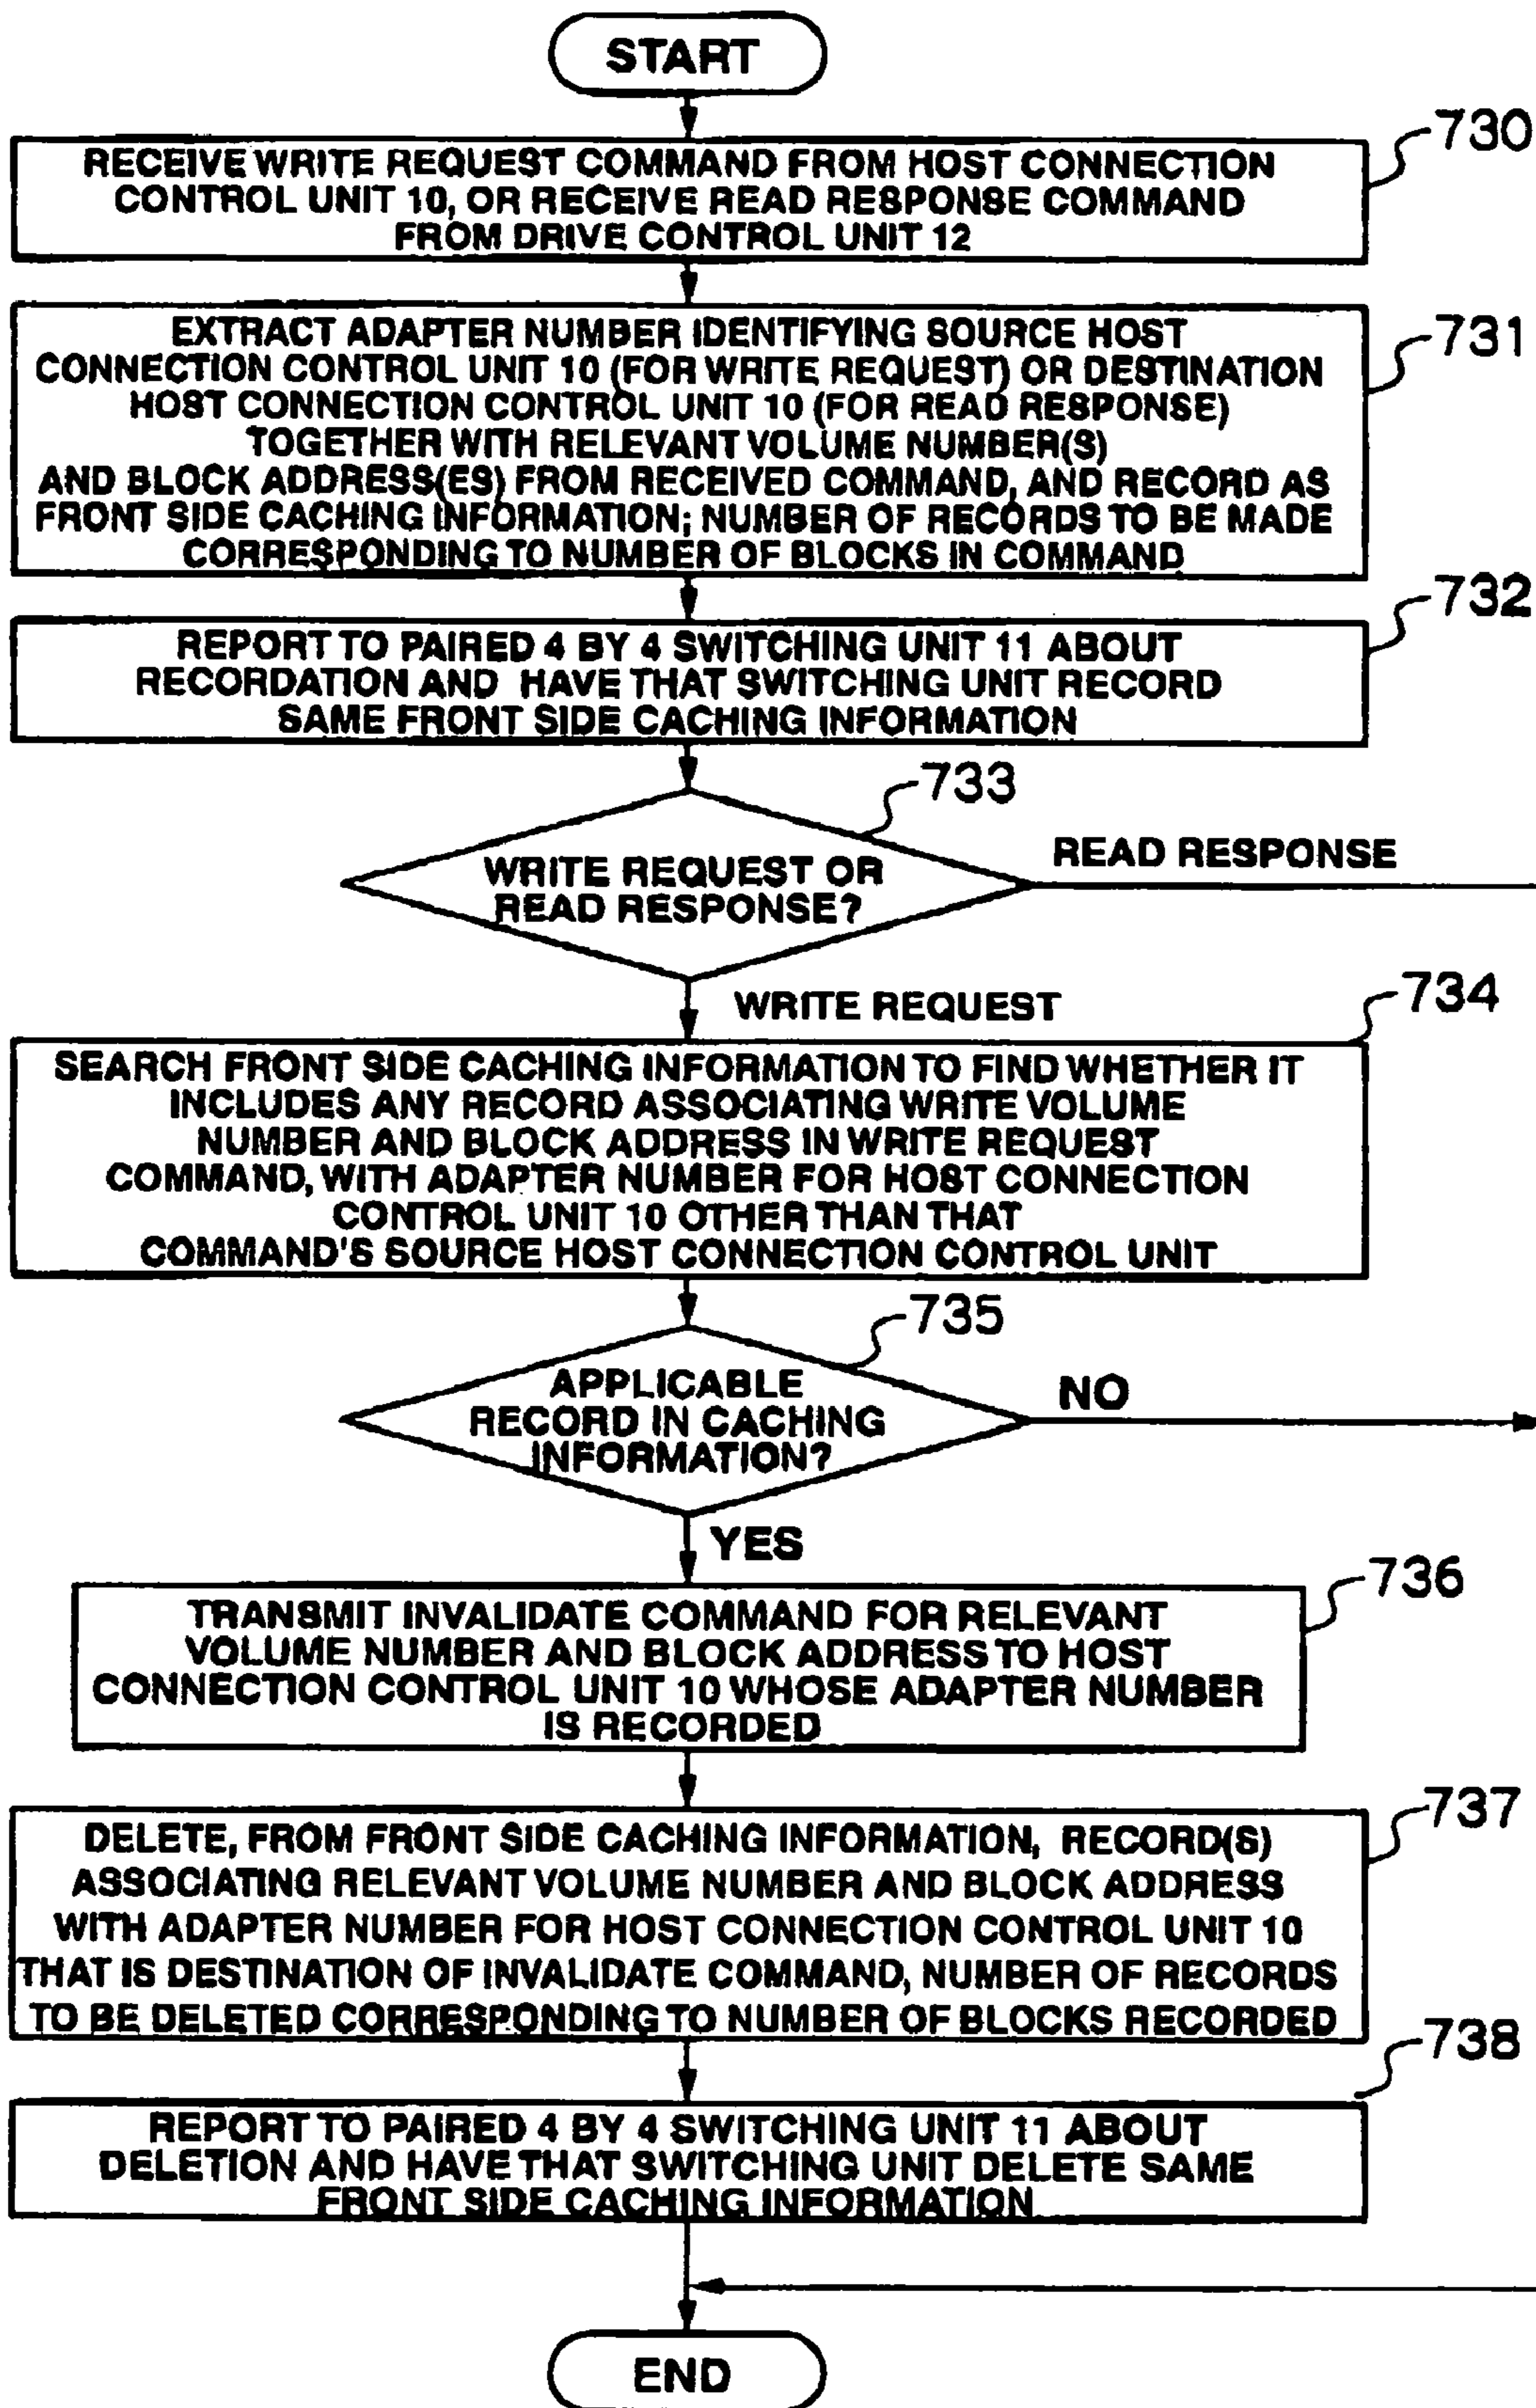 START
730
RECEIVE WRITE REQUEST COMMAND FROM HOST CONNECTION
CONTROL UNIT 10, OR RECEIVE READ RESPONSE COMMAND
FROM DRIVE CONTROL UNIT 12
731
EXTRACT ADAPTER NUMBER IDENTIFYING SOURCE HOST
CONNECTION CONTROL UNIT 10 (FOR WRITE REQUEST) OR DESTINATION
HOST CONNECTION CONTROL UNIT 10 (FOR READ RESPONSE)
TOGETHER WITH RELEVANT VOLUME NUMBER(S)
AND BLOCK ADDRESS(ES) FROM RECEIVED COMMAND, AND RECORD AS
FRONT SIDE CACHING INFORMATION; NUMBER OF RECORDS TO BE MADE
CORRESPONDING TO NUMBER OF BLOCKS IN COMMAND
732
REPORT TO PAIRED 4 BY 4 SWITCHING UNIT 11 ABOUT
RECORDATION AND HAVE THAT SWITCHING UNIT RECORD
SAME FRONT SIDE CACHING INFORMATION
733
WRITE REQUEST OR
READ RESPONSE?
READ RESPONSE
WRITE REQUEST
734
SEARCH FRONT SIDE CACHING INFORMATION TO FIND WHETHER IT
INCLUDES ANY RECORD ASSOCIATING WRITE VOLUME
NUMBER AND BLOCK ADDRESS IN WRITE REQUEST
COMMAND, WITH ADAPTER NUMBER FOR HOST CONNECTION
CONTROL UNIT 10 OTHER THAN THAT
COMMAND'S SOURCE HOST CONNECTION CONTROL UNIT
735
APPLICABLE
RECORD IN CACHING
INFORMATION?
NO
YES
736
TRANSMIT INVALIDATE COMMAND FOR RELEVANT
VOLUME NUMBER AND BLOCK ADDRESS TO HOST
CONNECTION CONTROL UNIT 10 WHOSE ADAPTER NUMBER
IS RECORDED
737
DELETE, FROM FRONT SIDE CACHING INFORMATION, RECORD(S)
ASSOCIATING RELEVANT VOLUME NUMBER AND BLOCK ADDRESS
WITH ADAPTER NUMBER FOR HOST CONNECTION CONTROL UNIT 10
THAT IS DESTINATION OF INVALIDATE COMMAND, NUMBER OF RECORDS
TO BE DELETED CORRESPONDING TO NUMBER OF BLOCKS RECORDED
738
REPORT TO PAIRED 4 BY 4 SWITCHING UNIT 11 ABOUT
DELETION AND HAVE THAT SWITCHING UNIT DELETE SAME
FRONT SIDE CACHING INFORMATION
END